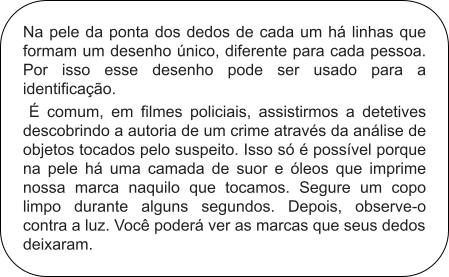 Na pele da ponta dos dedos de cada um há linhas que
formam um desenho único, diferente para cada pessoa.
Por isso esse desenho pode ser usado para a
identificação.
É comum, em filmes policiais, assistirmos a detetives
descobrindo a autoria de um crime através da análise de
objetos tocados pelo suspeito. Isso só é possível porque
na pele há uma camada de suor e óleos que imprime
nossa marca naquilo que tocamos. Segure um copo
limpo durante alguns segundos. Depois, observe-o
contra a luz. Você poderá ver as marcas que seus dedos
deixaram.